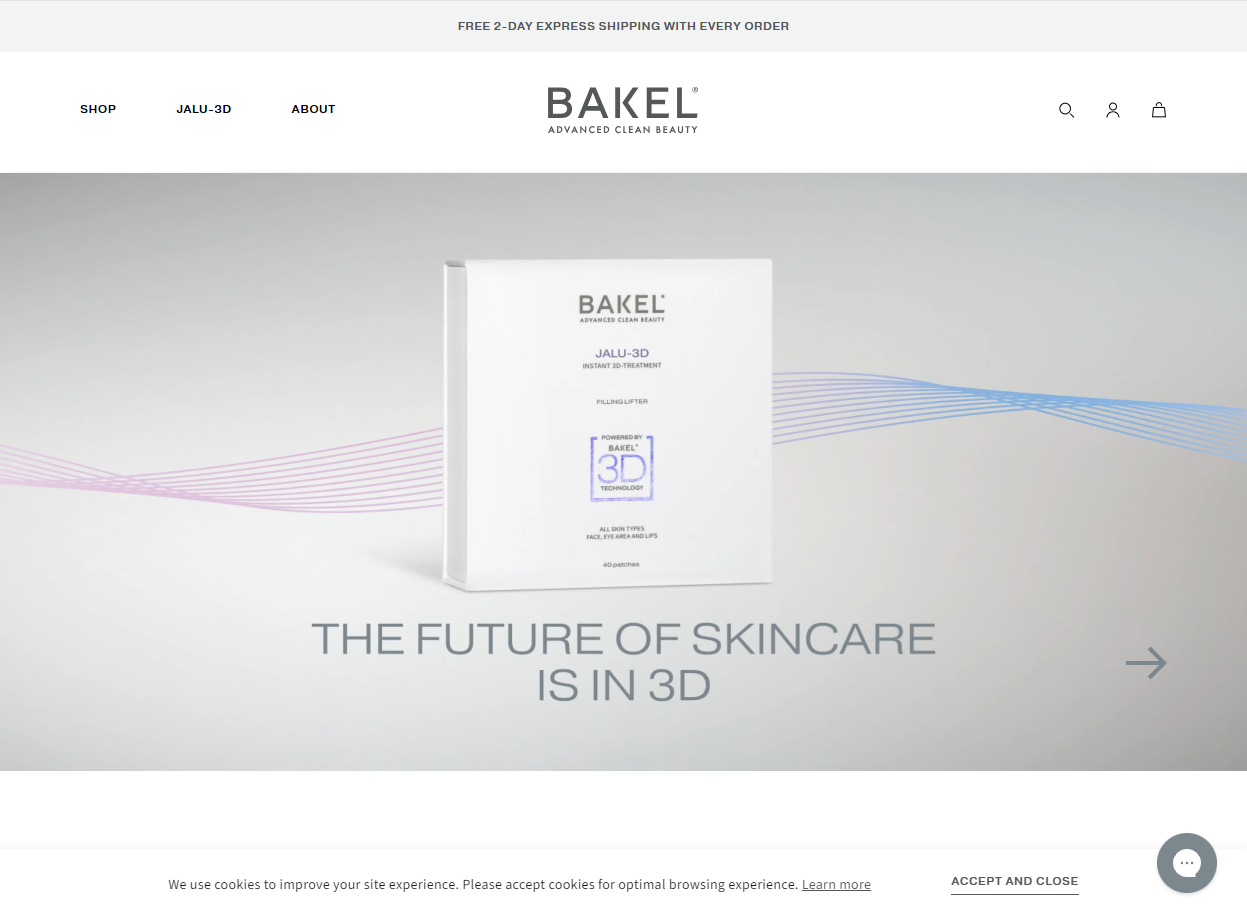 FREE 2-DAY EXPRESS SHIPPING WITH EVERY ORDER
SHOP
JALU-3D
ABOUT
BAKEL®
ADVANCED CLEAN BEAUTY
BAKEL®
ADVANCED CLEAN BEAUTY
JALU-3D
INSTANT 3D-TREATMENT
FILLING LIFTER
POWERED BY
BAKEL®
3D
TECHNOLOGY
ALL SKIN TYPES
FACE, EYE AREA AND LIPS
40 patches
THE FUTURE OF SKINCARE
IS IN 3D
We use cookies to improve your site experience. Please accept cookies for optimal browsing experience. Learn more
ACCEPT AND CLOSE